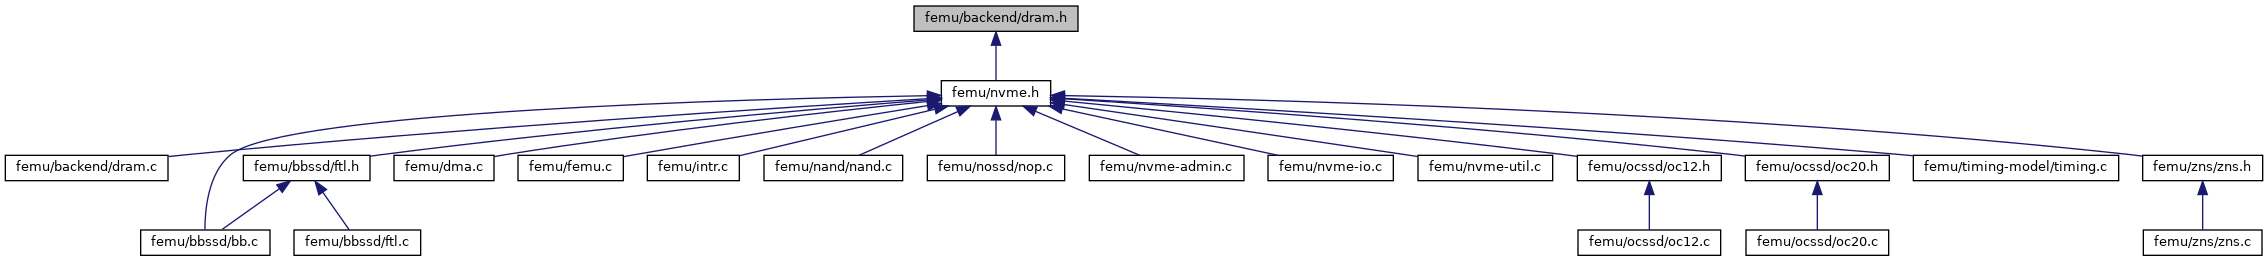 femu/backend/dram.h
femu/nvme.h
femu/backend/dram.c
femu/bbssd/ftl.h
femu/dma.c
femu/femu.c
femu/intr.c
femu/nand/nand.c
femu/nossd/nop.c
femu/nvme-admin.c
femu/nvme-io.c
femu/nvme-util.c
femu/ocssd/oc12.h
femu/ocssd/oc20.h
femu/timing-model/timing.c
femu/zns/zns.h
femu/bbssd/bb.c
femu/bbssd/ftl.c
femu/ocssd/oc12.c
femu/ocssd/oc20.c
femu/zns/zns.c